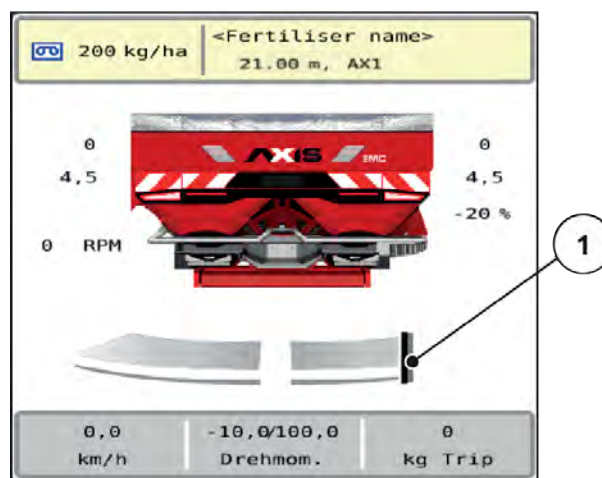 200 kg/ha
<Fertiliser name>
21.00 m, AX1
AXIS
EMC
0
0
4,5
4,5
-20 %
0 RPM
1
0,0
km/h
-10,0/100,0
Drehmom.
0
kg Trip